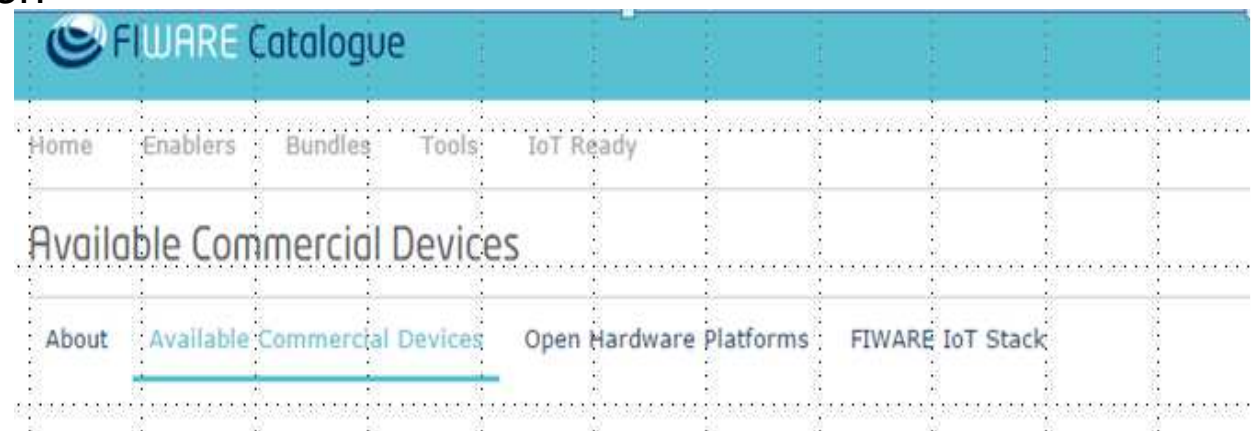 on
FIWARE Catalogue
Home Enablers Bundles Tools IoT Ready
Available Commercial Devices
About Available Commercial Devices Open Hardware Platforms FIWARE IoT Stack